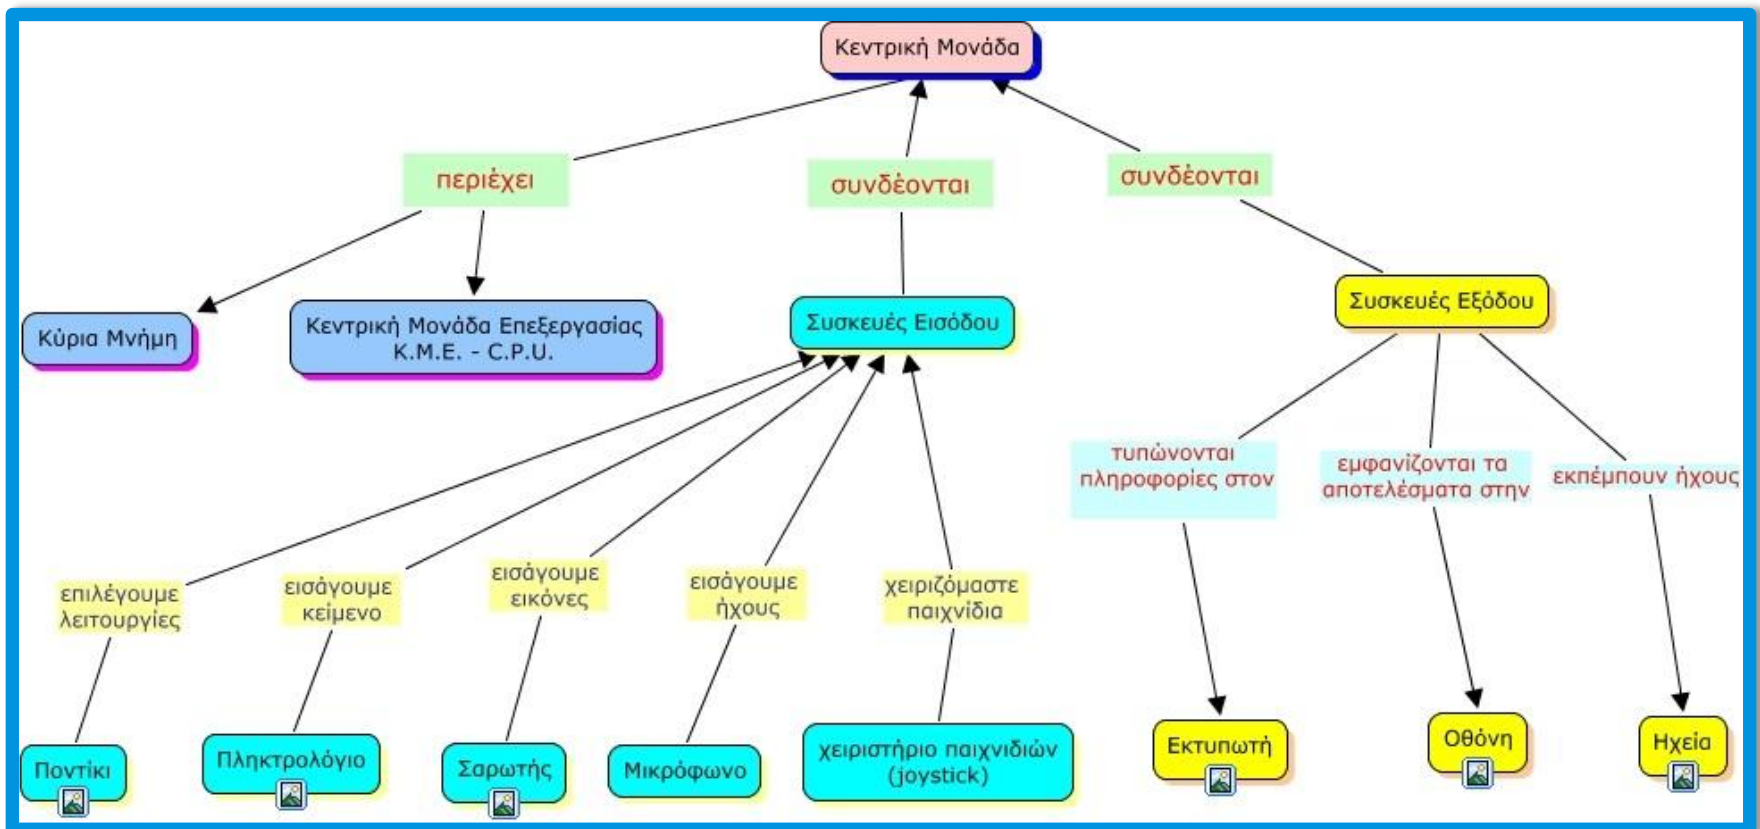 Κεντρική Μονάδα
περιέχει
συνδέονται
συνδέονται
Κύρια Μνήμη
Κεντρική Μονάδα Επεξεργασίας
Κ.Μ.Ε. - C.P.U.
Συσκευές Εισόδου
Συσκευές Εξόδου
τυπώνονται
πληροφορίες στον
εμφανίζονται τα
αποτελέσματα στην
εκπέμπουν ήχους
επιλέγουμε
λειτουργίες
εισάγουμε
κείμενο
εισάγουμε
εικόνες
εισάγουμε
ήχους
χειριζόμαστε
παιχνίδια
Ποντίκι
Πληκτρολόγιο
Σαρωτής
Μικρόφωνο
χειριστήριο παιχνιδιών
(joystick)
Εκτυπωτή
Οθόνη
Ηχεία